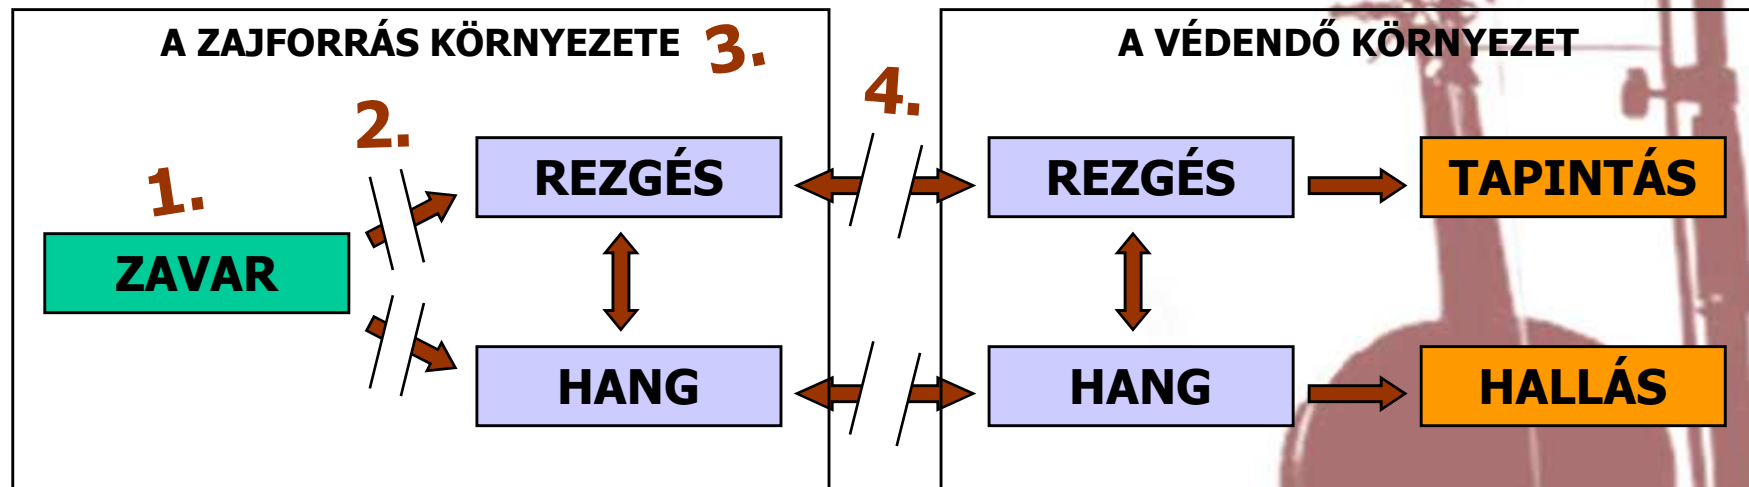 A ZAJFORRÁS KÖRNYEZETE
3.
A VÉDENDŐ KÖRNYEZET
4.
2.
1.
REZGÉS
REZGÉS
TAPINTÁS
ZAVAR
HANG
HANG
HALLÁS